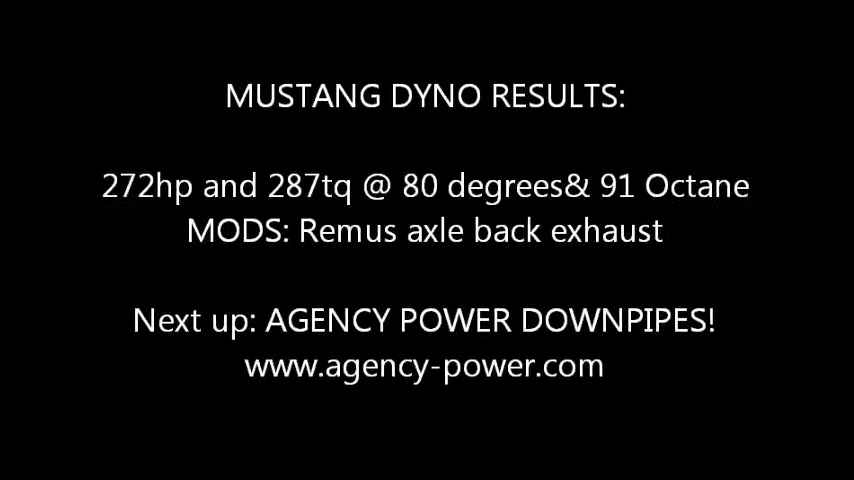 MUSTANG DYNO RESULTS:
272hp and 287tq @ 80 degrees& 91 Octane
MODS: Remus axle back exhaust
Next up: AGENCY POWER DOWNPIPES!
www.agency-power.com